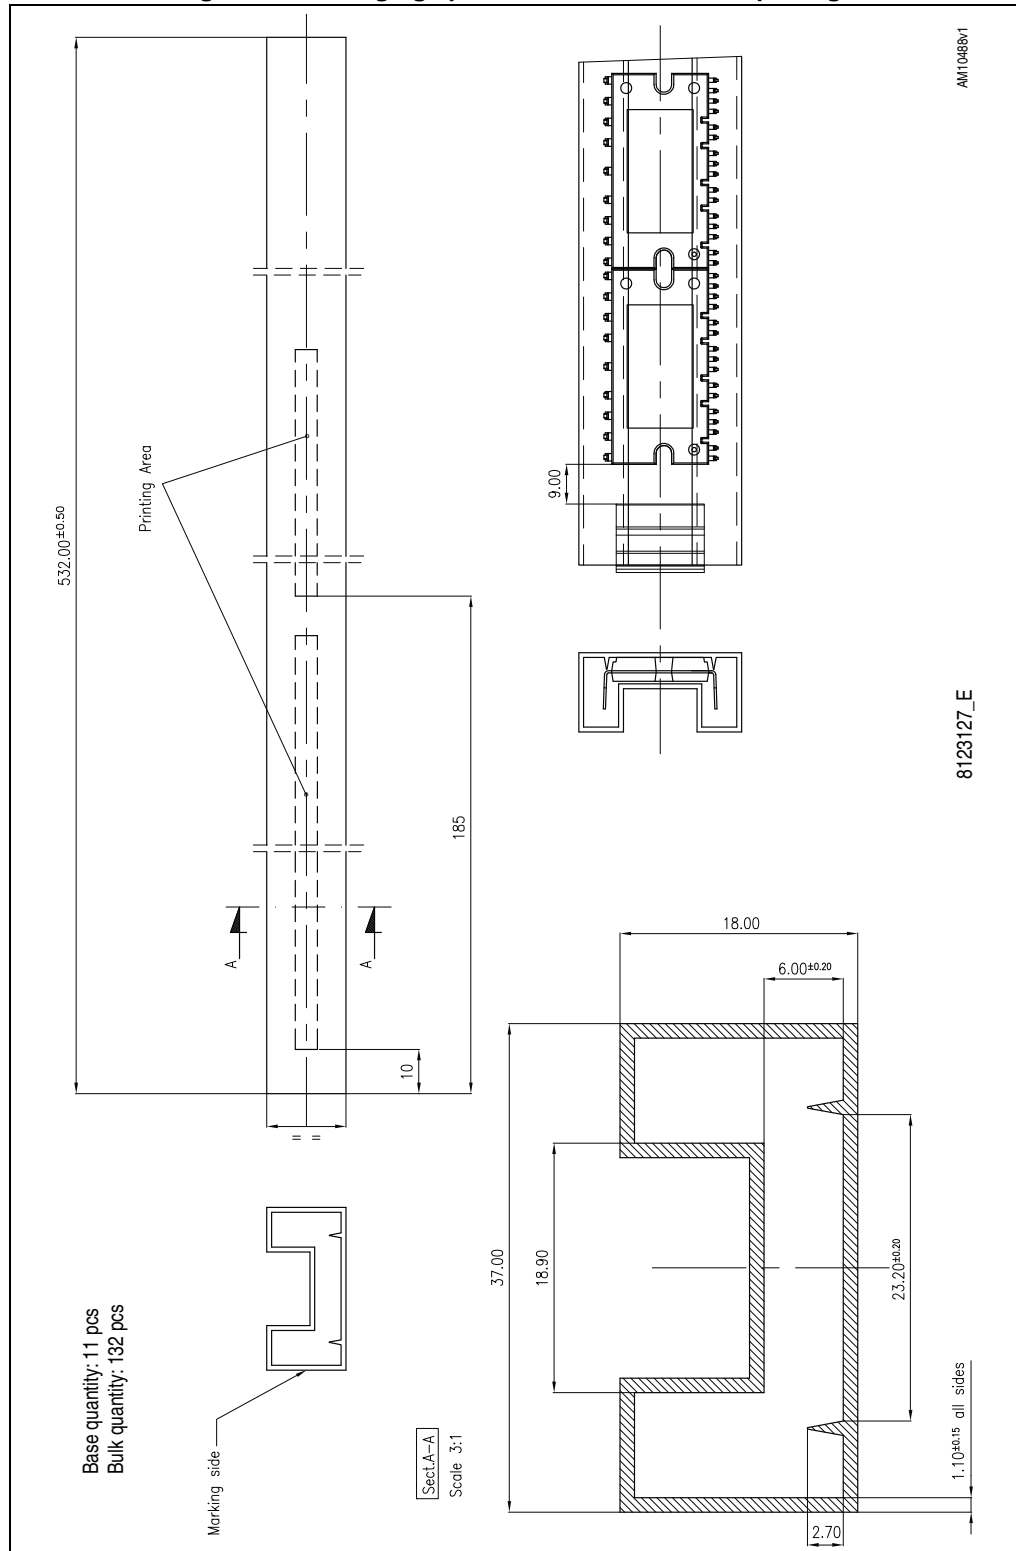 AM10488v1
532.00±0.50
Printing Area
185
10
= =
A
A
9.00
8123127_E
Base quantity: 11 pcs
Bulk quantity: 132 pcs
Marking side
Sect.A-A
Scale 3:1
18.00
6.00±0.20
37.00
18.90
23.20±0.20
1.10±0.15 all sides
2.70